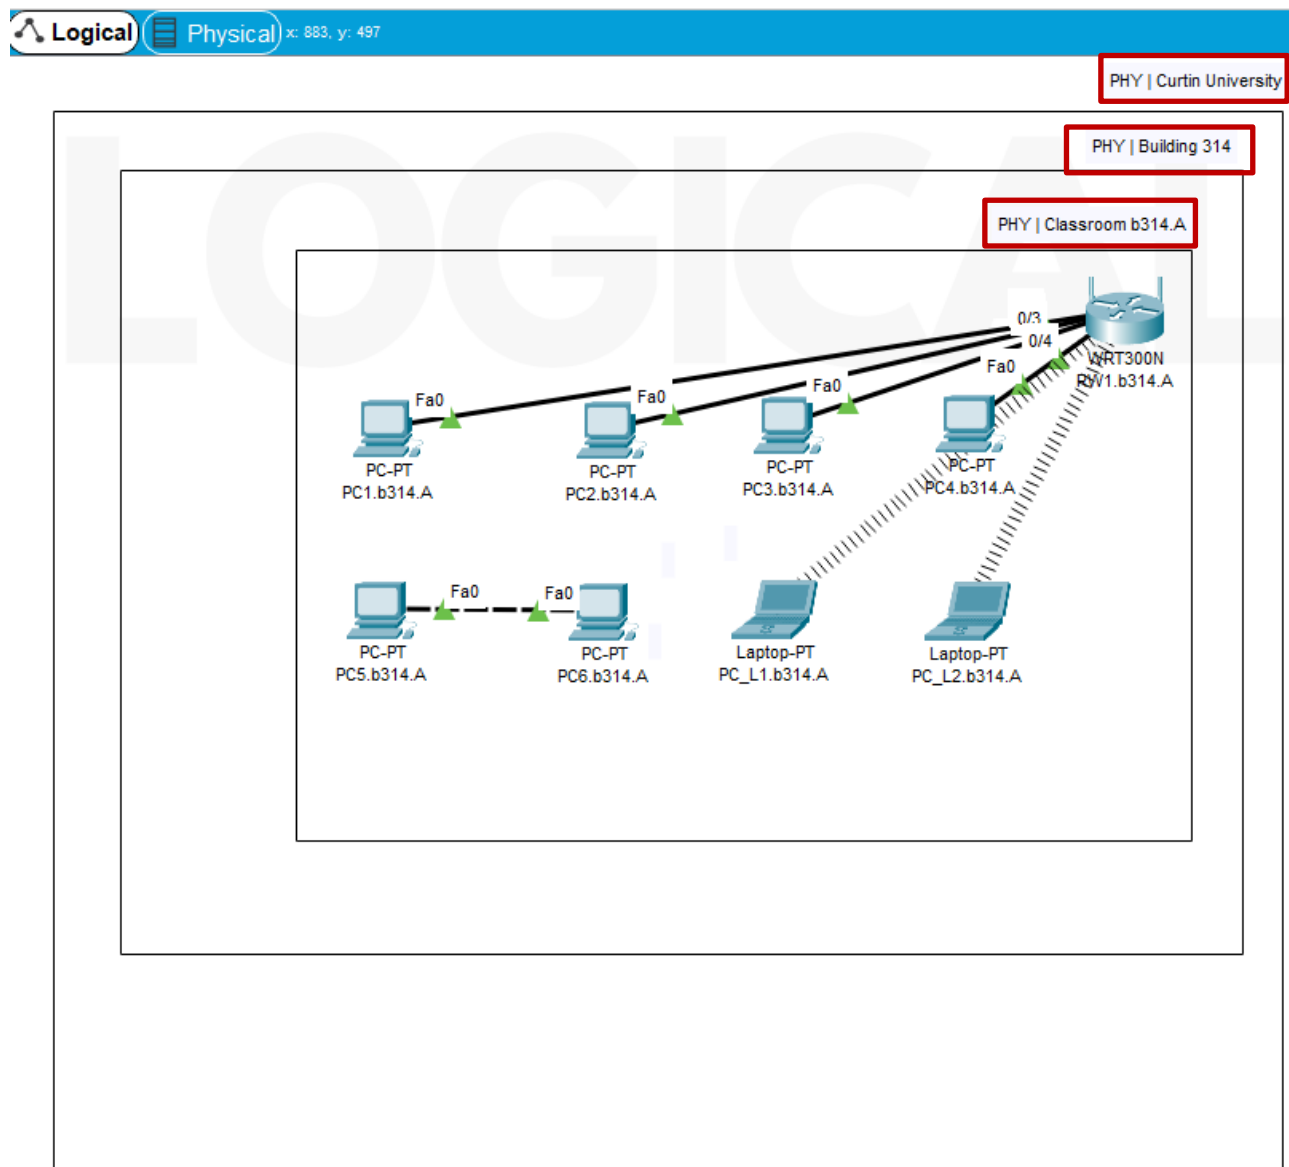 Logical Physical x: 883, y: 497
PHY | Curtin University
PHY | Building 314
PHY | Classroom b314.A
LOGICAL
0/3
0/4
WRT300N
RW1.b314.A
Fa0
Fa0
Fa0
Fa0
PC-PT
PC1.b314.A
PC-PT
PC2.b314.A
PC-PT
PC3.b314.A
PC-PT
PC4.b314.A
Fa0
Fa0
PC-PT
PC5.b314.A
PC-PT
PC6.b314.A
Laptop-PT
PC_L1.b314.A
Laptop-PT
PC_L2.b314.A